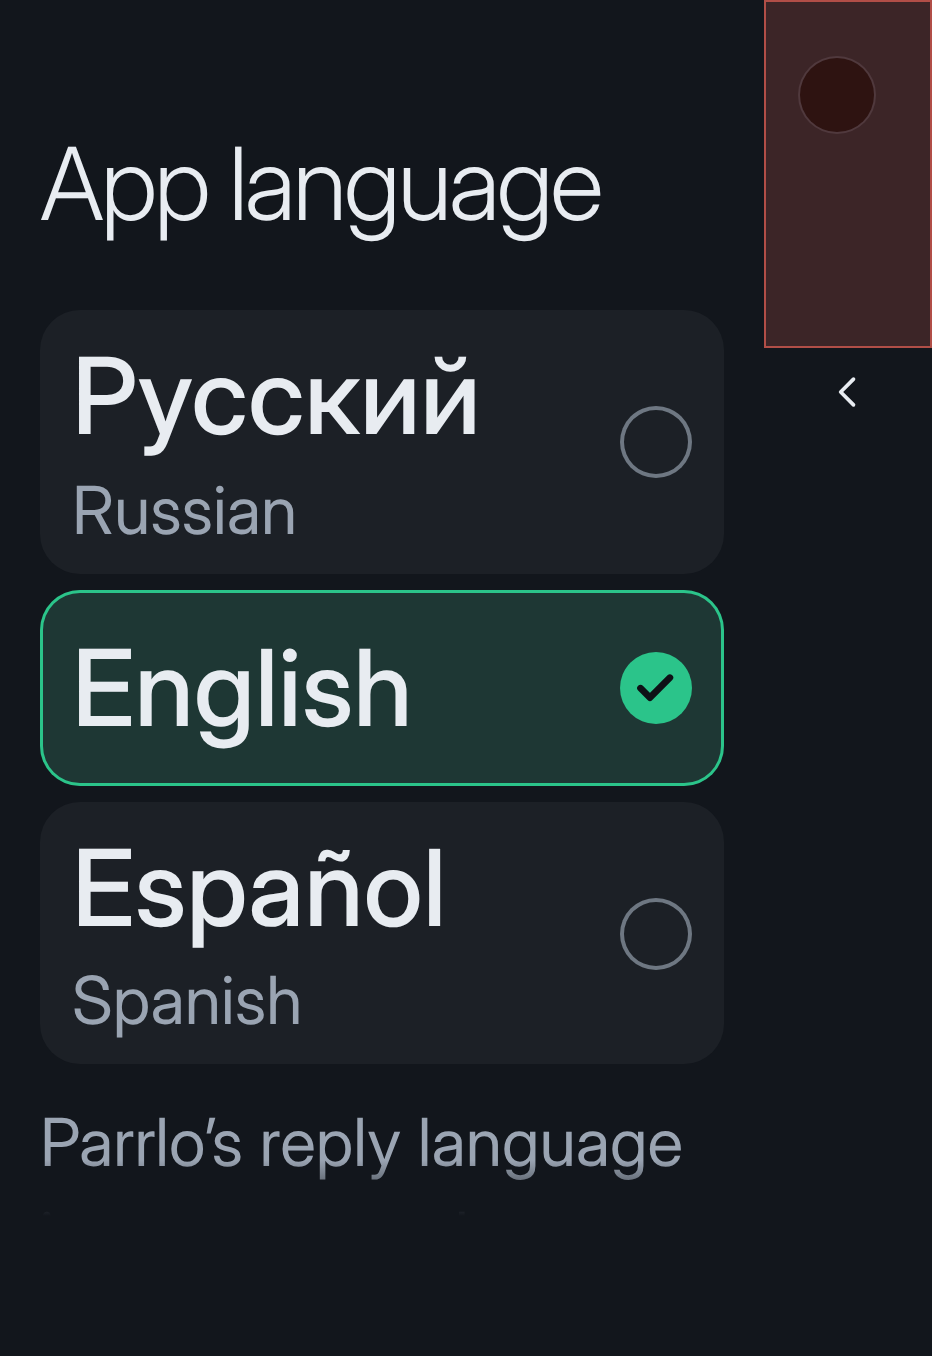 App language
Русский
Russian
English
Español
Spanish
Parrlo’s reply language